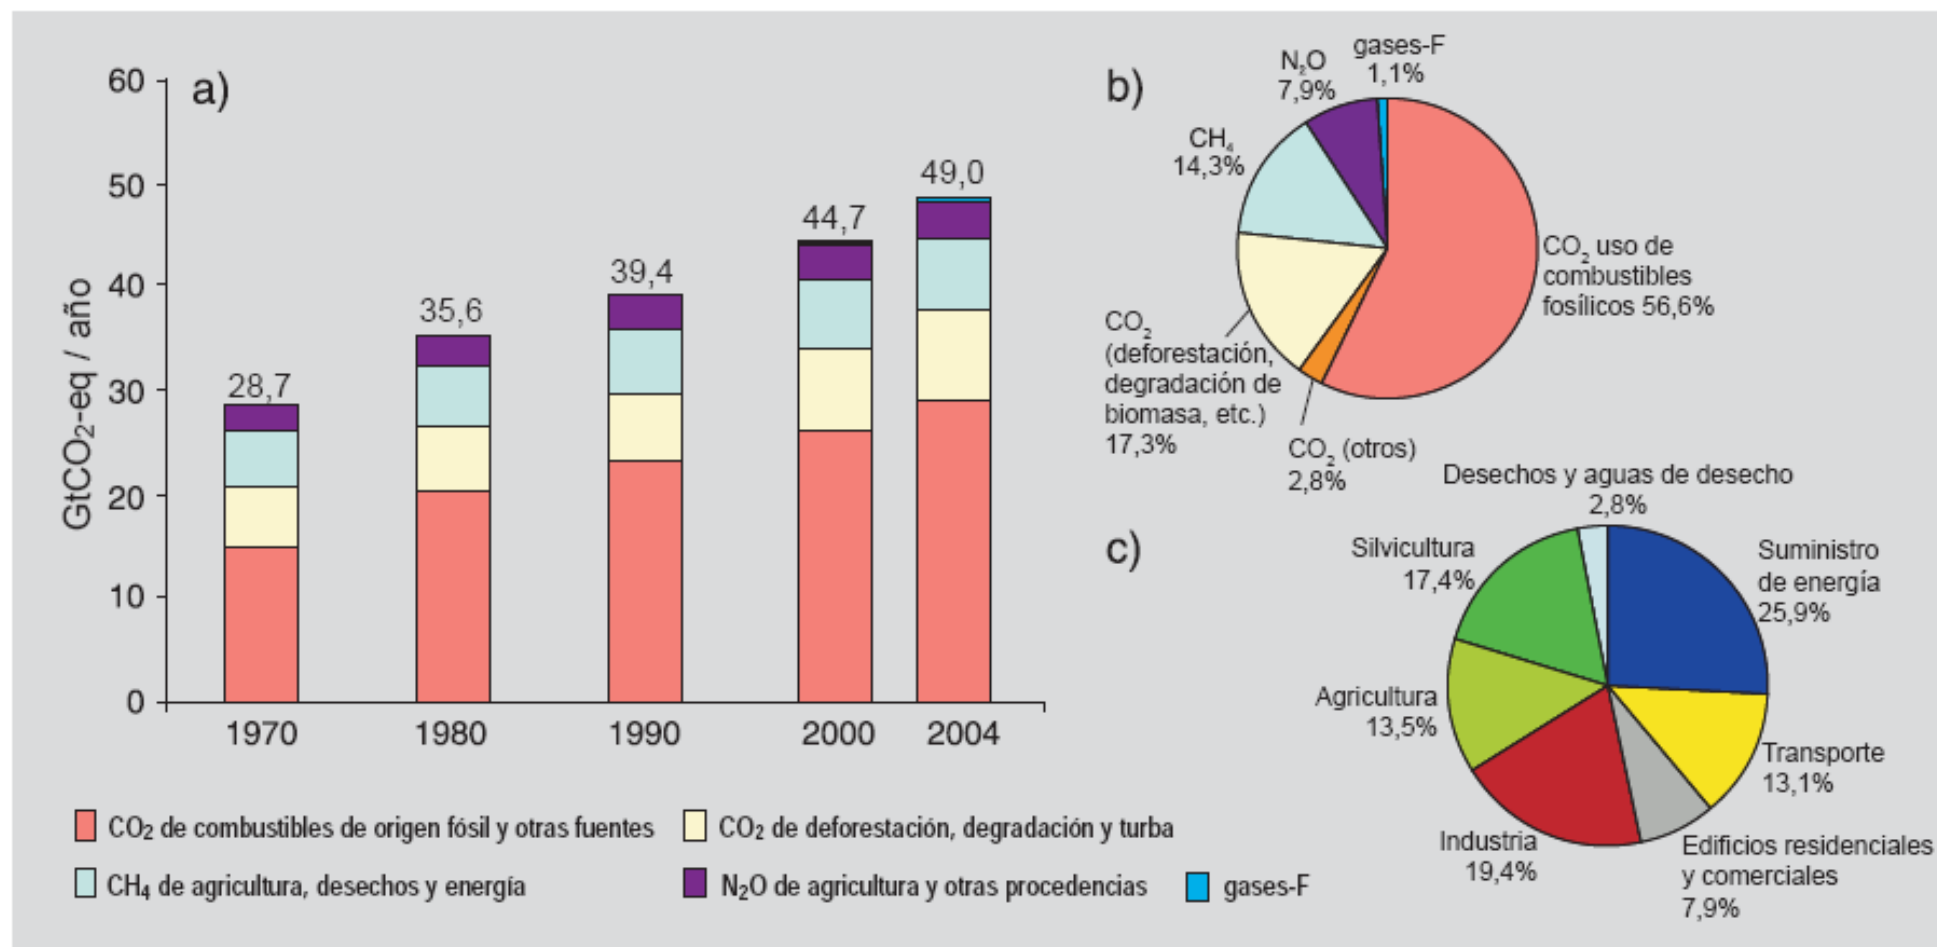 a)
60
50
40
30
20
10
0
GtCO₂-eq / año
28,7
35,6
39,4
44,7
49,0
1970
1980
1990
2000
2004
CO₂ de combustibles de origen fósil y otras fuentes
CO₂ de deforestación, degradación y turba
CH₄ de agricultura, desechos y energía
N₂O de agricultura y otras procedencias
gases-F
b)
gases-F
1,1%
N₂O
7,9%
CH₄
14,3%
CO₂ uso de
combustibles
fosílicos 56,6%
CO₂
(deforestación,
degradación de
biomasa, etc.)
17,3%
CO₂ (otros)
2,8%
c)
Desechos y aguas de desecho
2,8%
Silvicultura
17,4%
Suministro
de energía
25,9%
Agricultura
13,5%
Transporte
13,1%
Industria
19,4%
Edificios residenciales
y comerciales
7,9%